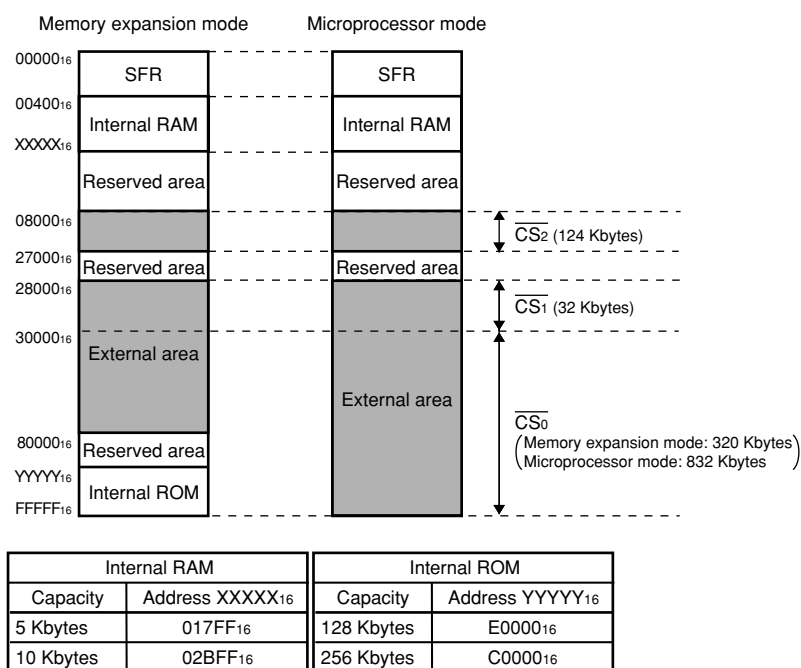 Memory expansion mode Microprocessor mode
00000₁₆ SFR SFR
00400₁₆
Internal RAM Internal RAM
XXXXX₁₆
Reserved area Reserved area
08000₁₆
CS₂ (124 Kbytes)
27000₁₆
Reserved area Reserved area
28000₁₆
CS₁ (32 Kbytes)
30000₁₆
External area
External area
CS₀
(Memory expansion mode: 320 Kbytes)
(Microprocessor mode: 832 Kbytes)
80000₁₆
Reserved area
YYYYY₁₆
Internal ROM
FFFFF₁₆
Internal RAM Internal ROM
Capacity Address XXXXX₁₆ Capacity Address YYYYY₁₆
5 Kbytes 017FF₁₆ 128 Kbytes E0000₁₆
10 Kbytes 02BFF₁₆ 256 Kbytes C0000₁₆